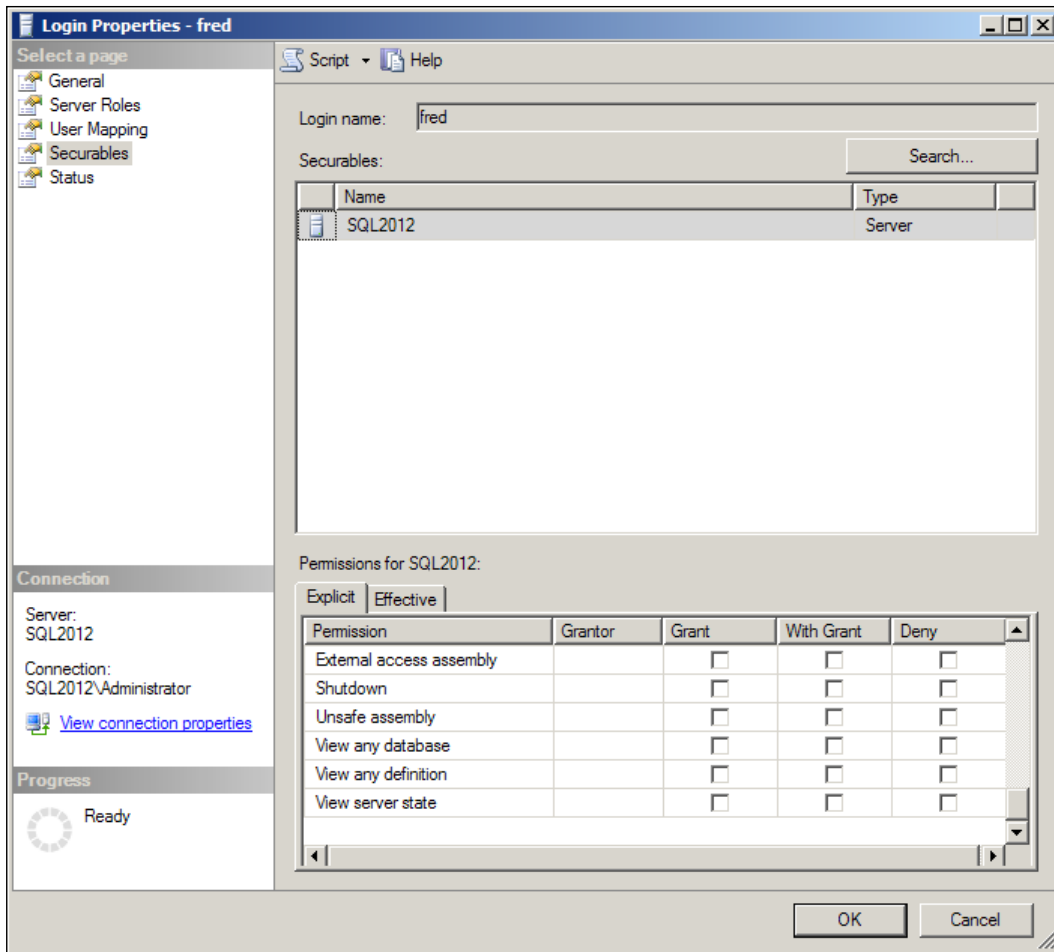 Login Properties - fred
Select a page
General
Server Roles
User Mapping
Securables
Status
Script Help
Login name: fred
Securables: Search...
Name Type
SQL2012 Server
Connection
Server:
SQL2012
Connection:
SQL2012\Administrator
View connection properties
Progress
Ready
Permissions for SQL2012:
Explicit Effective
Permission Grantor Grant With Grant Deny
External access assembly
Shutdown
Unsafe assembly
View any database
View any definition
View server state
OK Cancel